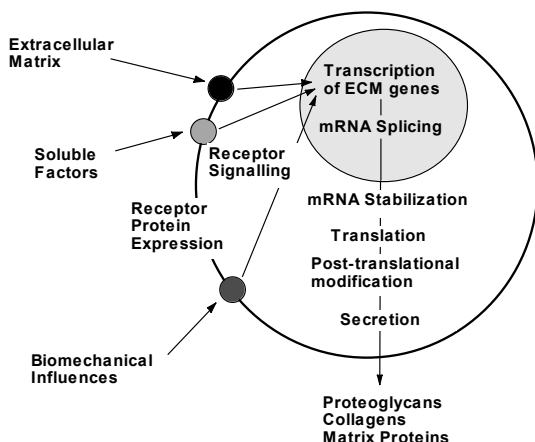 Extracellular
Matrix
Transcription
of ECM genes
mRNA Splicing
Soluble
Factors
Receptor
Signalling
mRNA Stabilization
Receptor
Protein
Expression
Translation
Post-translational
modification
Secretion
Biomechanical
Influences
Proteoglycans
Collagens
Matrix Proteins